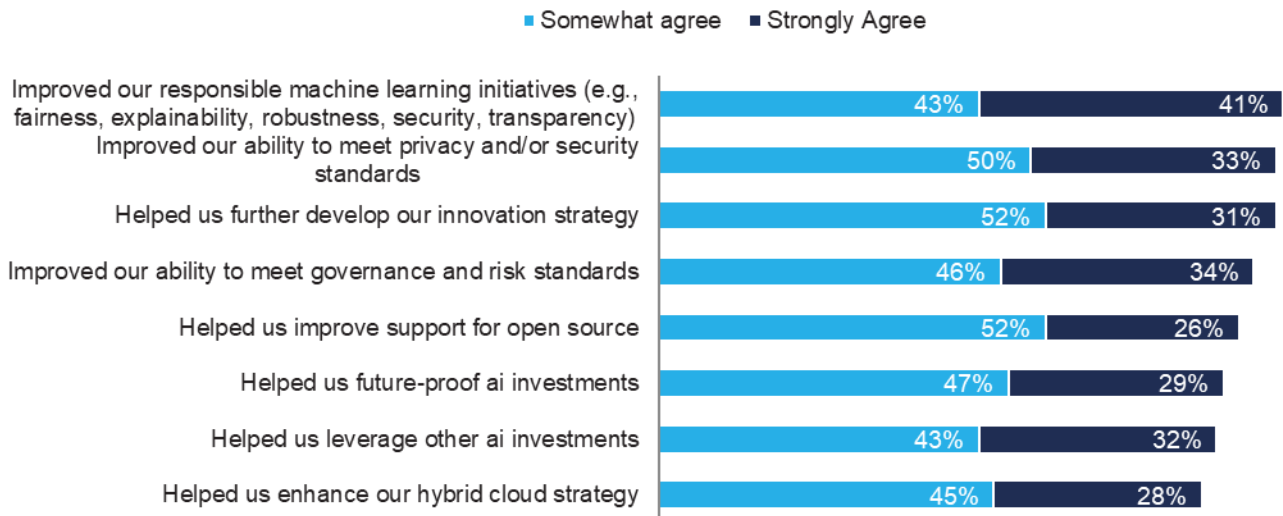 Somewhat agree Strongly Agree
Improved our responsible machine learning initiatives (e.g.,
fairness, explainability, robustness, security, transparency)
43% 41%
Improved our ability to meet privacy and/or security
standards
50% 33%
Helped us further develop our innovation strategy 52% 31%
Improved our ability to meet governance and risk standards 46% 34%
Helped us improve support for open source 52% 26%
Helped us future-proof ai investments 47% 29%
Helped us leverage other ai investments 43% 32%
Helped us enhance our hybrid cloud strategy 45% 28%